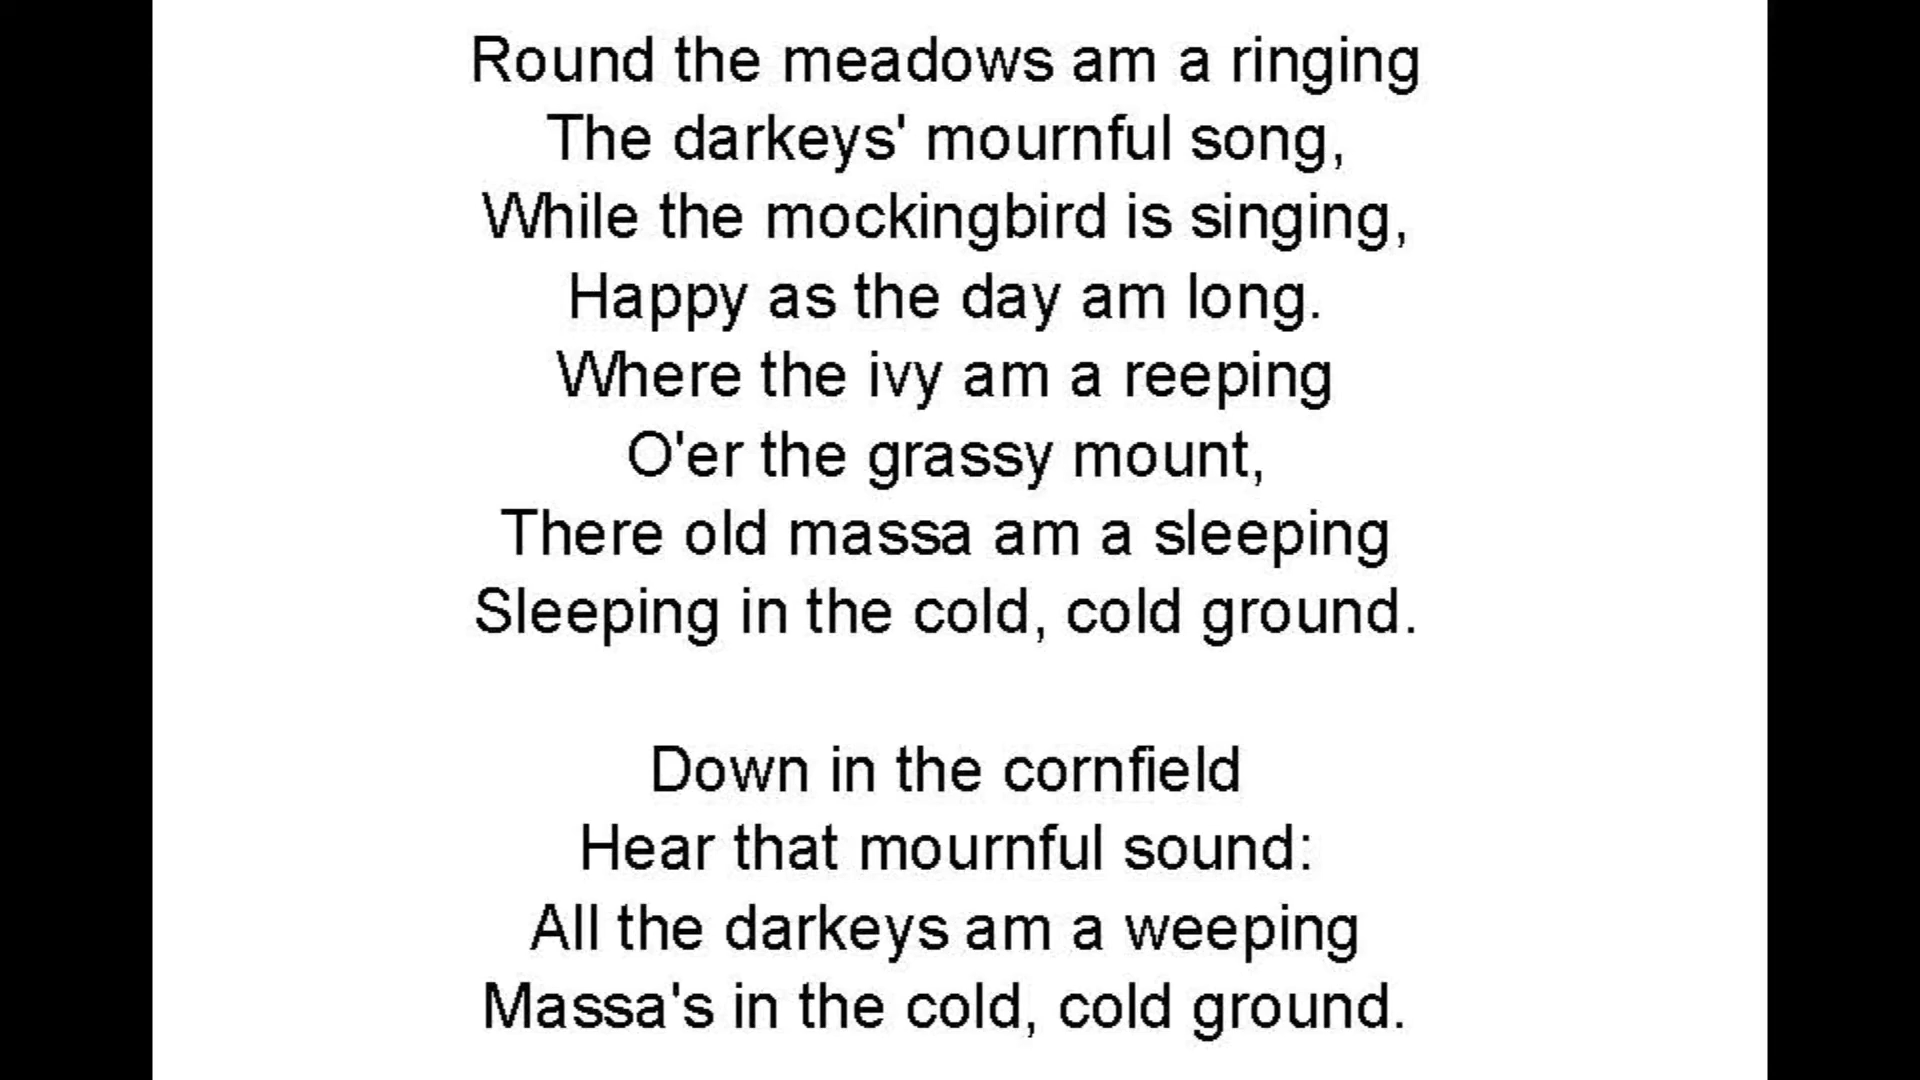 Round the meadows am a ringing
The darkeys' mournful song,
While the mockingbird is singing,
Happy as the day am long.
Where the ivy am a reeping
O'er the grassy mount,
There old massa am a sleeping
Sleeping in the cold, cold ground.
Down in the cornfield
Hear that mournful sound:
All the darkeys am a weeping
Massa's in the cold, cold ground.